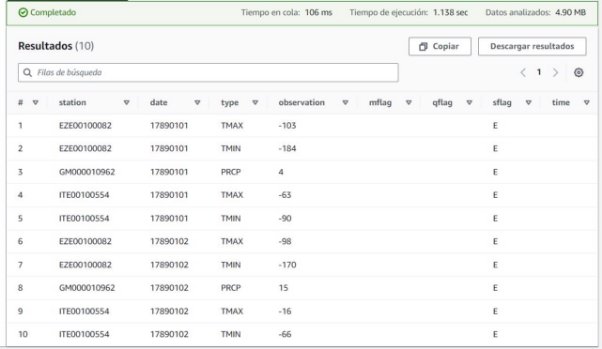 Completado Tiempo en cola: 106 ms Tiempo de ejecución: 1.138 sec Datos analizados: 4.90 MB
Resultados (10) Copiar Descargar resultados
Filas de búsqueda 1
# station date type observation mflag qflag sflag time
1 EZE00100082 17890101 TMAX -103 E
2 EZE00100082 17890101 TMIN -184 E
3 GM000010962 17890101 PRCP 4 E
4 ITE00100554 17890101 TMAX -63 E
5 ITE00100554 17890101 TMIN -90 E
6 EZE00100082 17890102 TMAX -98 E
7 EZE00100082 17890102 TMIN -170 E
8 GM000010962 17890102 PRCP 15 E
9 ITE00100554 17890102 TMAX -16 E
10 ITE00100554 17890102 TMIN -66 E